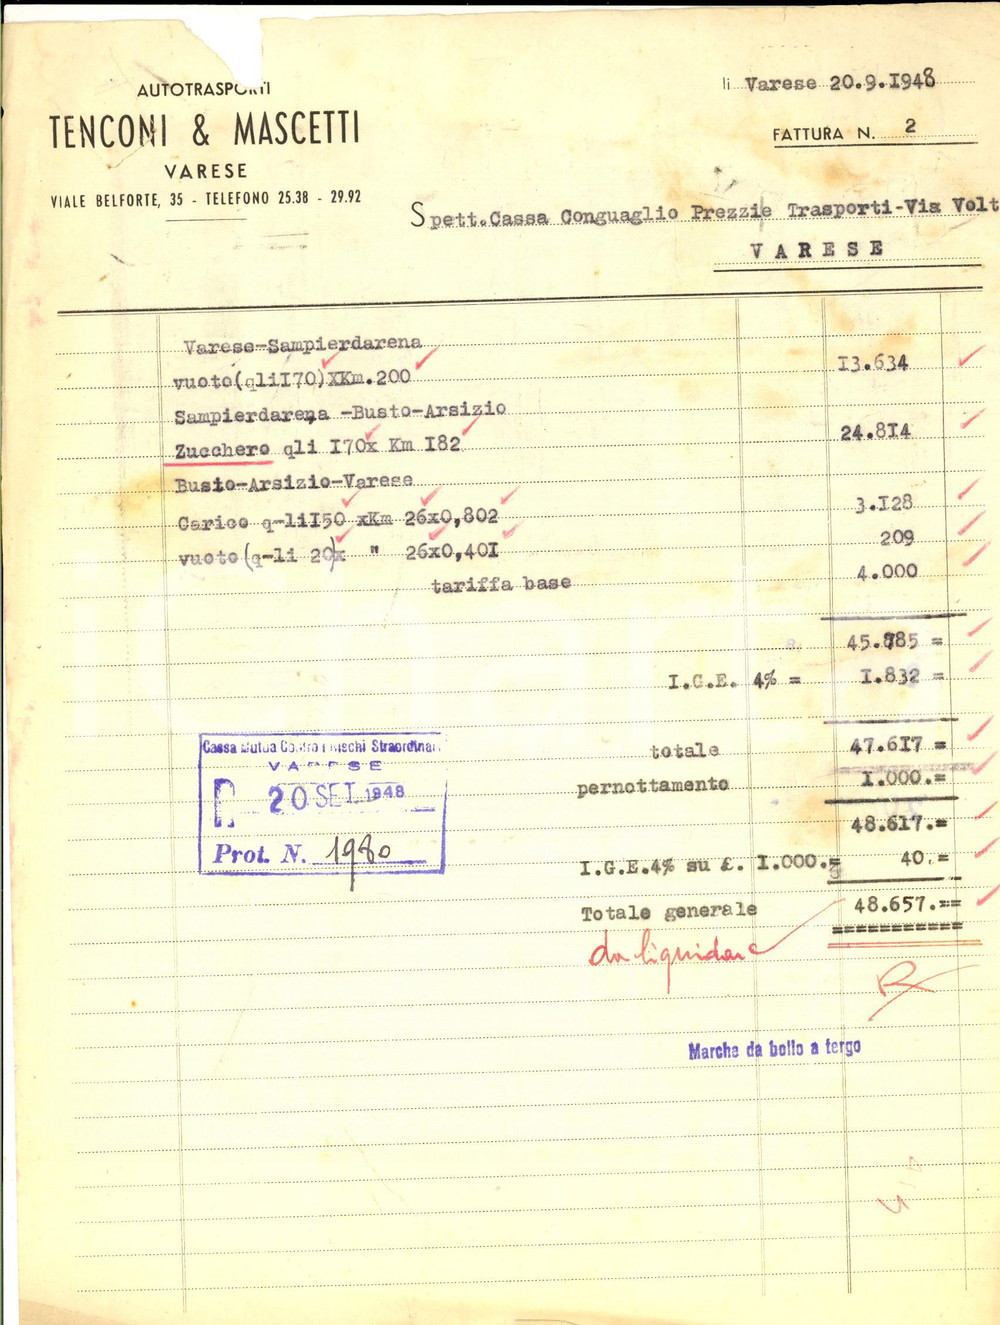 AUTOTRASPORTI
TENCONI & MASCETTI
VARESE
VIALE BELFORTE, 35 - TELEFONO 25.38 - 29.92
li Varese 20.9.1948
FATTURA N. 2
Spett.Cassa Conguaglio Prezzie Trasporti-Via Volt
VARESE
Varese-Sampierdarena
vuoto(qliI70)XKm.200 I3.634
Sampierdarena -Busto-Arsizio
Zucchero qli I70x Km I82 24.8I4
Busto-Arsizio-Varese
Carico q-liI50 xKm 26x0,802 3.I28
vuoto(q-li 20)x " 26x0,40I 209
tariffa base 4.000
45.785 =
I.G.E. 4% = I.832 =
totale 47.6I7 =
pernottamento I.000.=
48.6I7.=
I.G.E.4% su £. I.000.= 40.=
Totale generale 48.657.==
===========
da liquidare
Cassa Mutua Contro i Rischi Straordinari
VARESE
R 20 SET. 1948
Prot. N. 1980
Marche da bollo a tergo